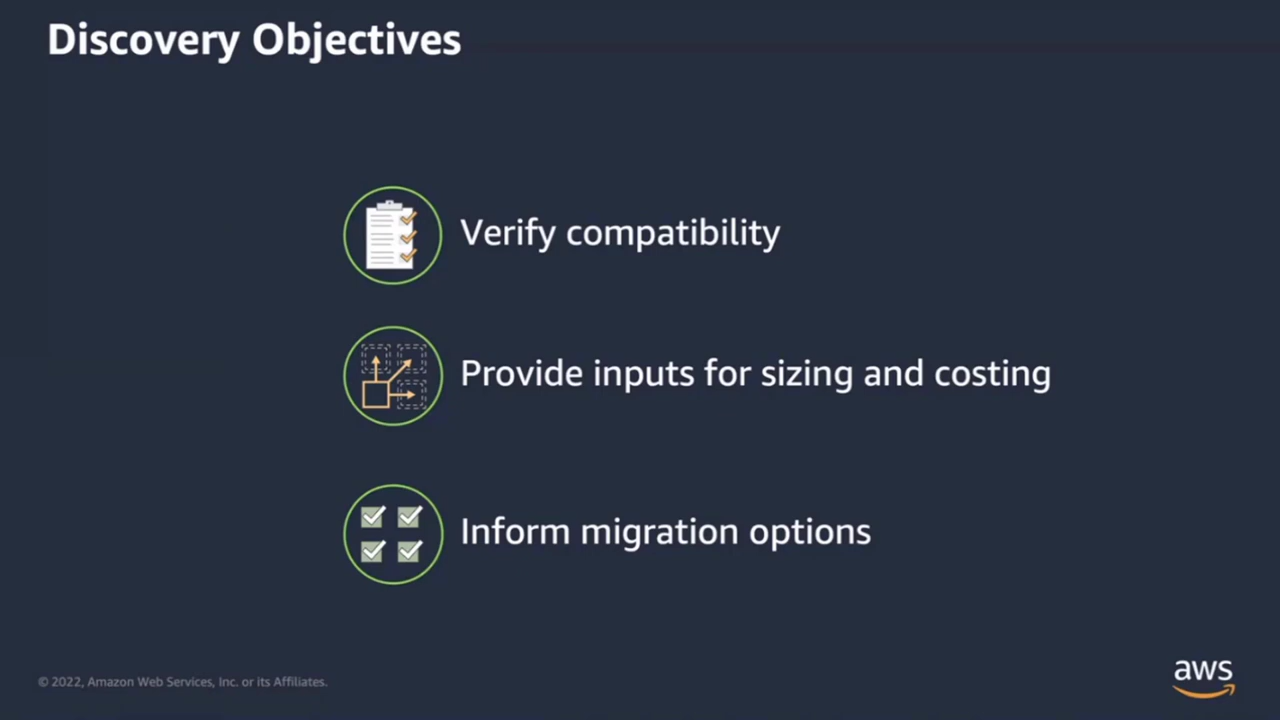 Discovery Objectives
Verify compatibility
Provide inputs for sizing and costing
Inform migration options
© 2022, Amazon Web Services, Inc. or its Affiliates.
aws